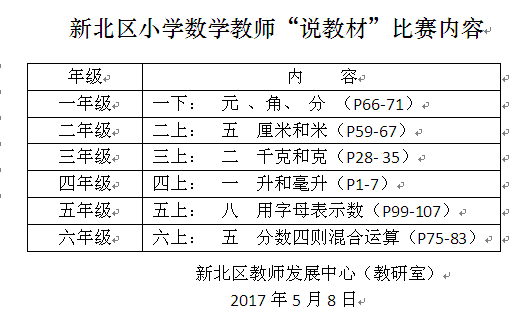 新北区小学数学教师“说教材”比赛内容
年级 内 容
一年级 一下： 元 、角、 分 （P66-71）
二年级 二上： 五 厘米和米（P59-67）
三年级 三上： 二 千克和克（P28- 35）
四年级 四上： 一 升和毫升（P1-7）
五年级 五上： 八 用字母表示数（P99-107）
六年级 六上： 五 分数四则混合运算（P75-83）
新北区教师发展中心（教研室）
2017 年 5 月 8 日